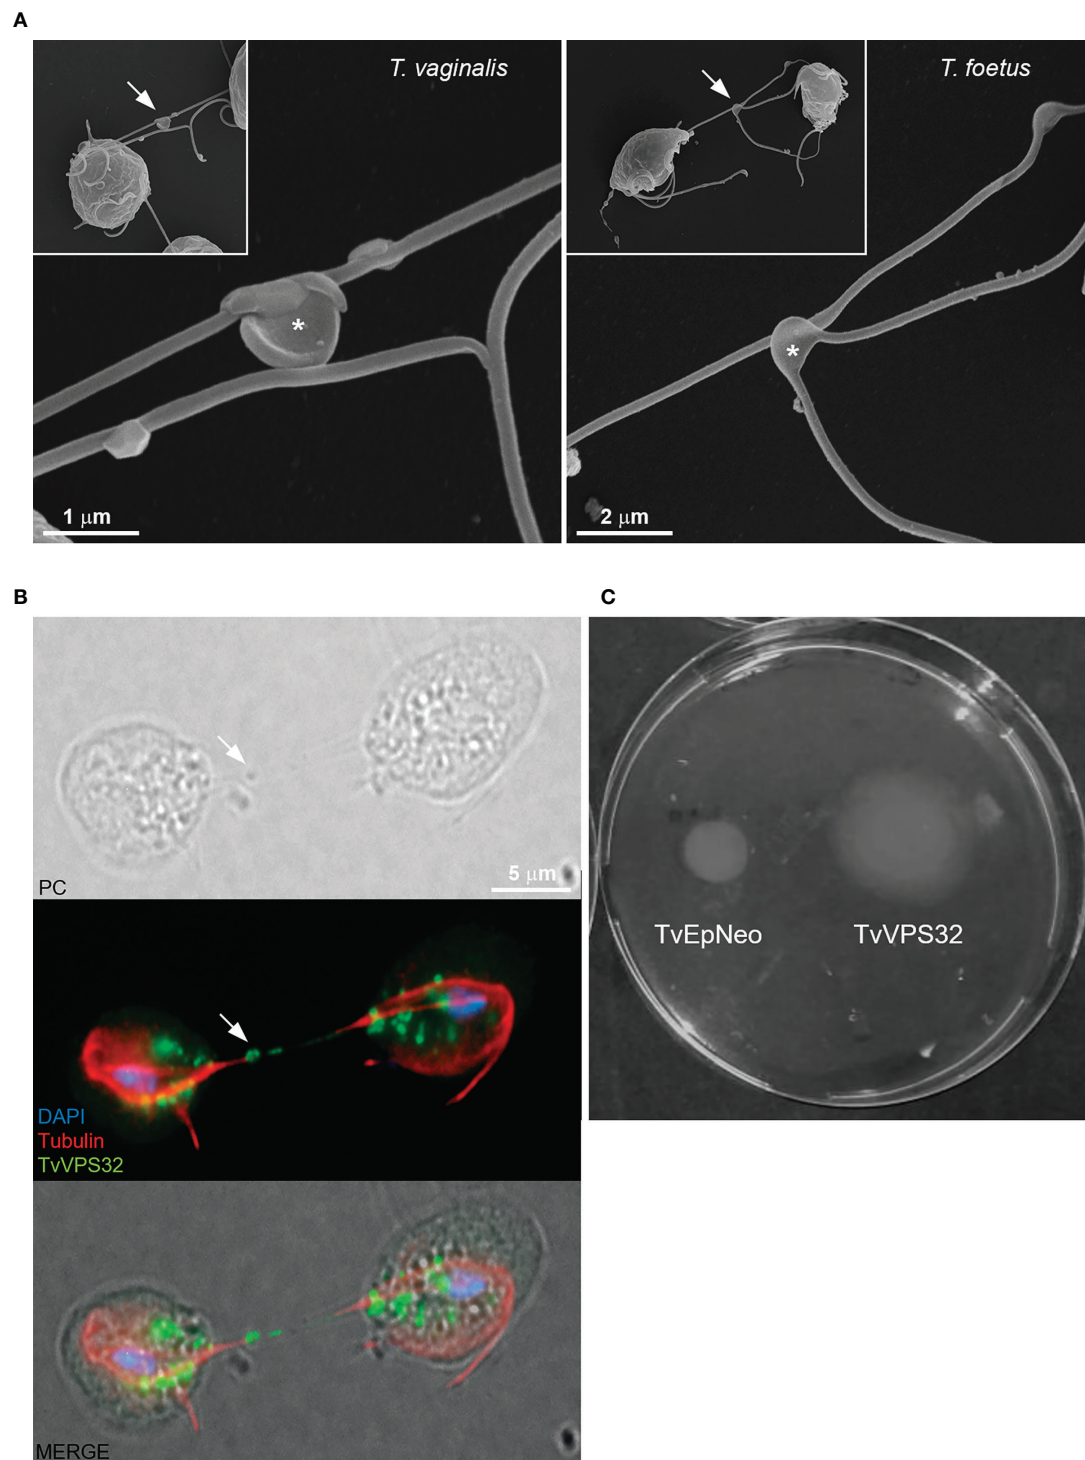 A
T. vaginalis
T. foetus
*
*
1 μm
2 μm
B
C
PC
5 μm
TvEpNeo
TvVPS32
DAPI
Tubulin
TvVPS32
MERGE